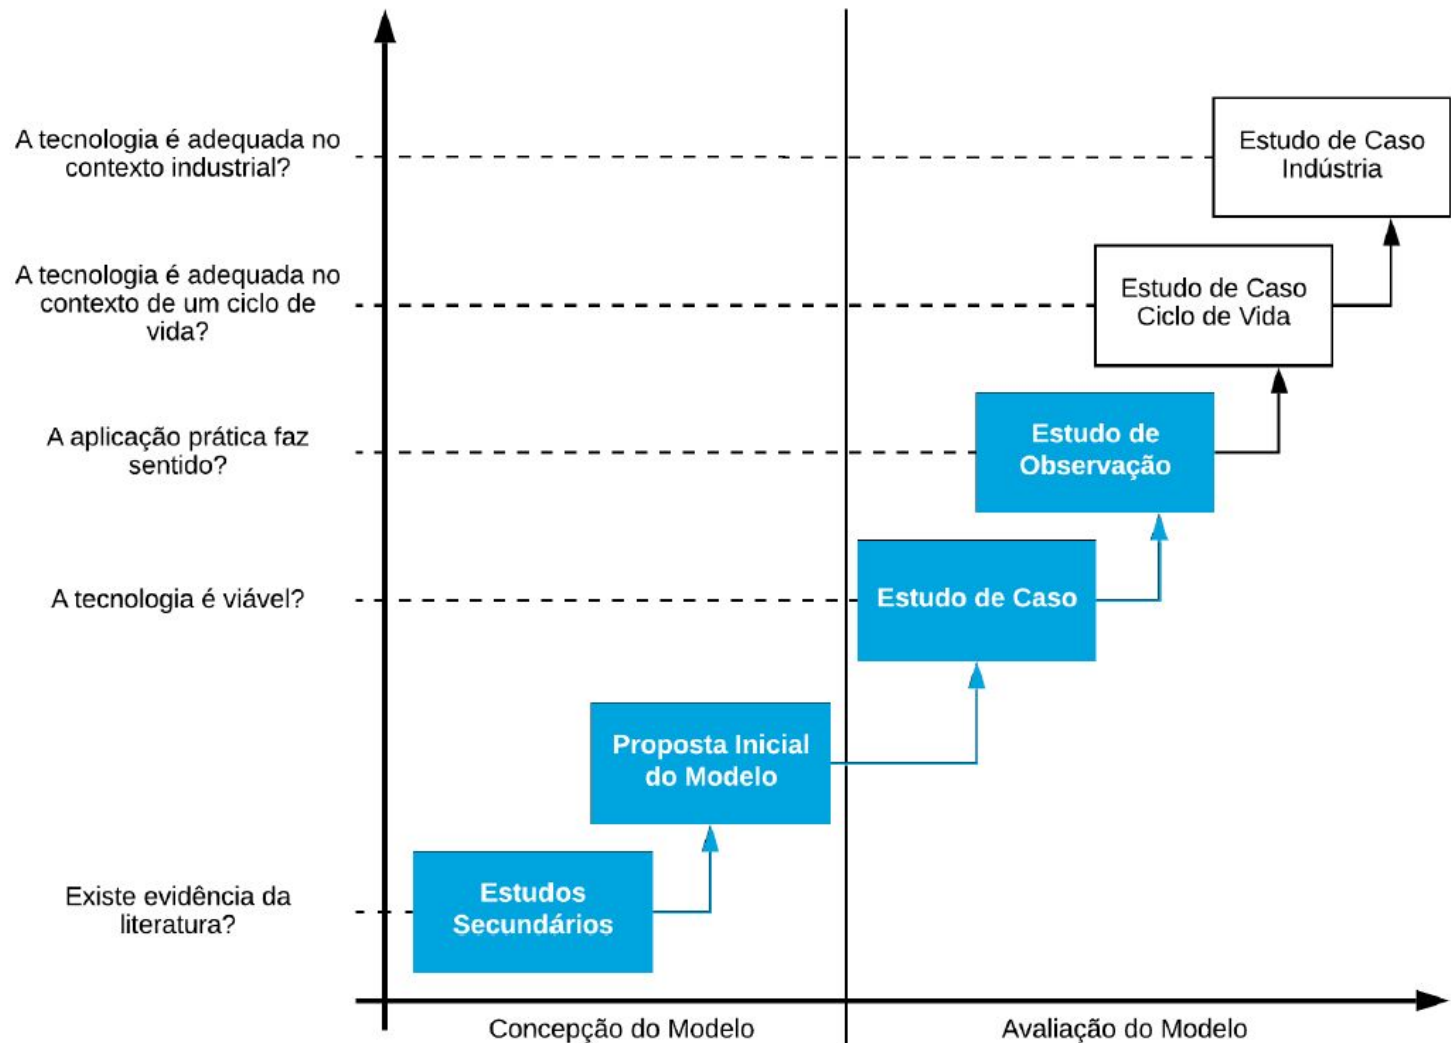 A tecnologia é adequada no
contexto industrial?
Estudo de Caso
Indústria
A tecnologia é adequada no
contexto de um ciclo de
vida?
Estudo de Caso
Ciclo de Vida
A aplicação prática faz
sentido?
Estudo de
Observação
A tecnologia é viável?
Estudo de Caso
Proposta Inicial
do Modelo
Existe evidência da
literatura?
Estudos
Secundários
Concepção do Modelo
Avaliação do Modelo